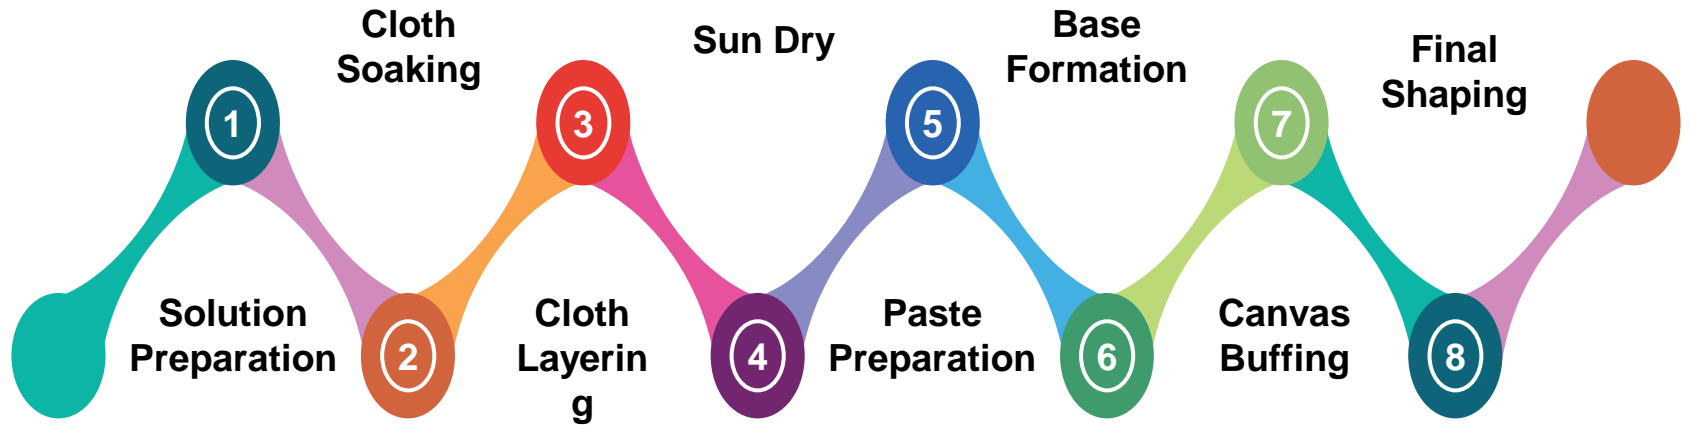 1
Solution
Preparation
2
Cloth
Soaking
3
Cloth
Layerin
g
4
Sun Dry
5
Paste
Preparation
6
Base
Formation
7
Canvas
Buffing
8
Final
Shaping